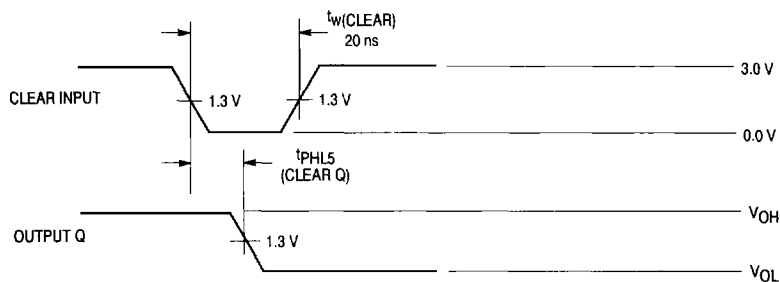 tw(CLEAR)
20 ns
3.0 V
CLEAR INPUT
1.3 V
1.3 V
0.0 V
tPHL5
(CLEAR Q)
VOH
OUTPUT Q
1.3 V
VOL